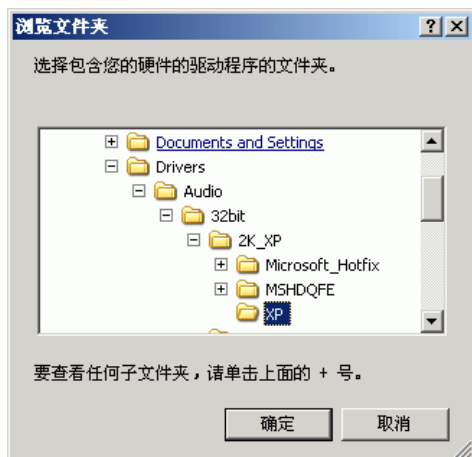 浏览文件夹
选择包含您的硬件的驱动程序的文件夹。
Documents and Settings
Drivers
Audio
32bit
2K_XP
Microsoft_Hotfix
MSHDQFE
XP
要查看任何子文件夹，请单击上面的 + 号。
确定 取消